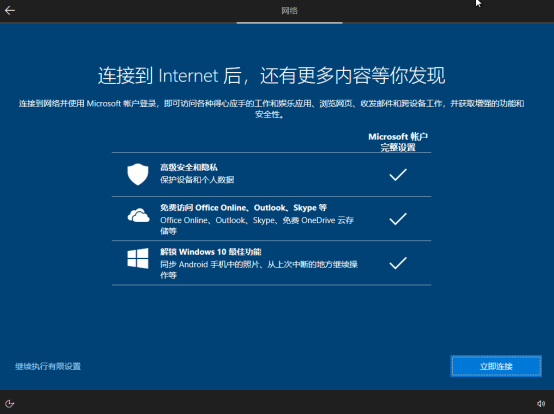 网络
连接到 Internet 后，还有更多内容等你发现
连接到网络并使用 Microsoft 帐户登录，即可访问各种得心应手的工作和娱乐应用、浏览网页、收发邮件和跨设备工作，并获取增强的功能和
安全性。
Microsoft 帐户
完整设置
高级安全和隐私
保护设备和个人数据
免费访问 Office Online、Outlook、Skype 等
Office Online、Outlook、Skype、免费 OneDrive 云存
储等
解锁 Windows 10 最佳功能
同步 Android 手机中的照片、从上次中断的地方继续操
作等
继续执行有限设置
立即连接